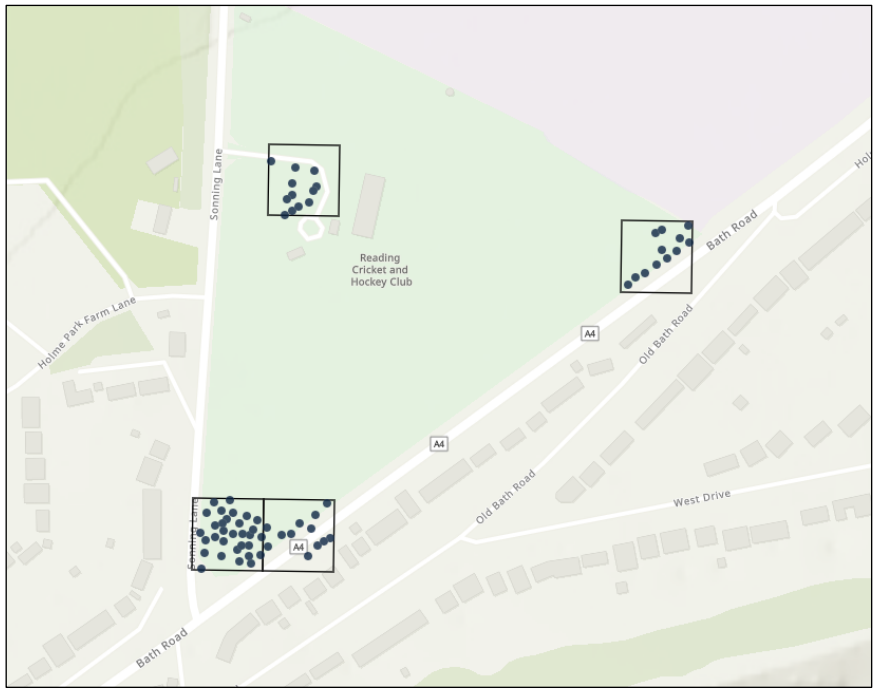 Sonning Lane
Bath Road
Hol
Reading
Cricket and
Hockey Club
Holme Park Farm Lane
A4
Old Bath Road
A4
Old Bath Road
West Drive
Sonning Lane
A4
Bath Road